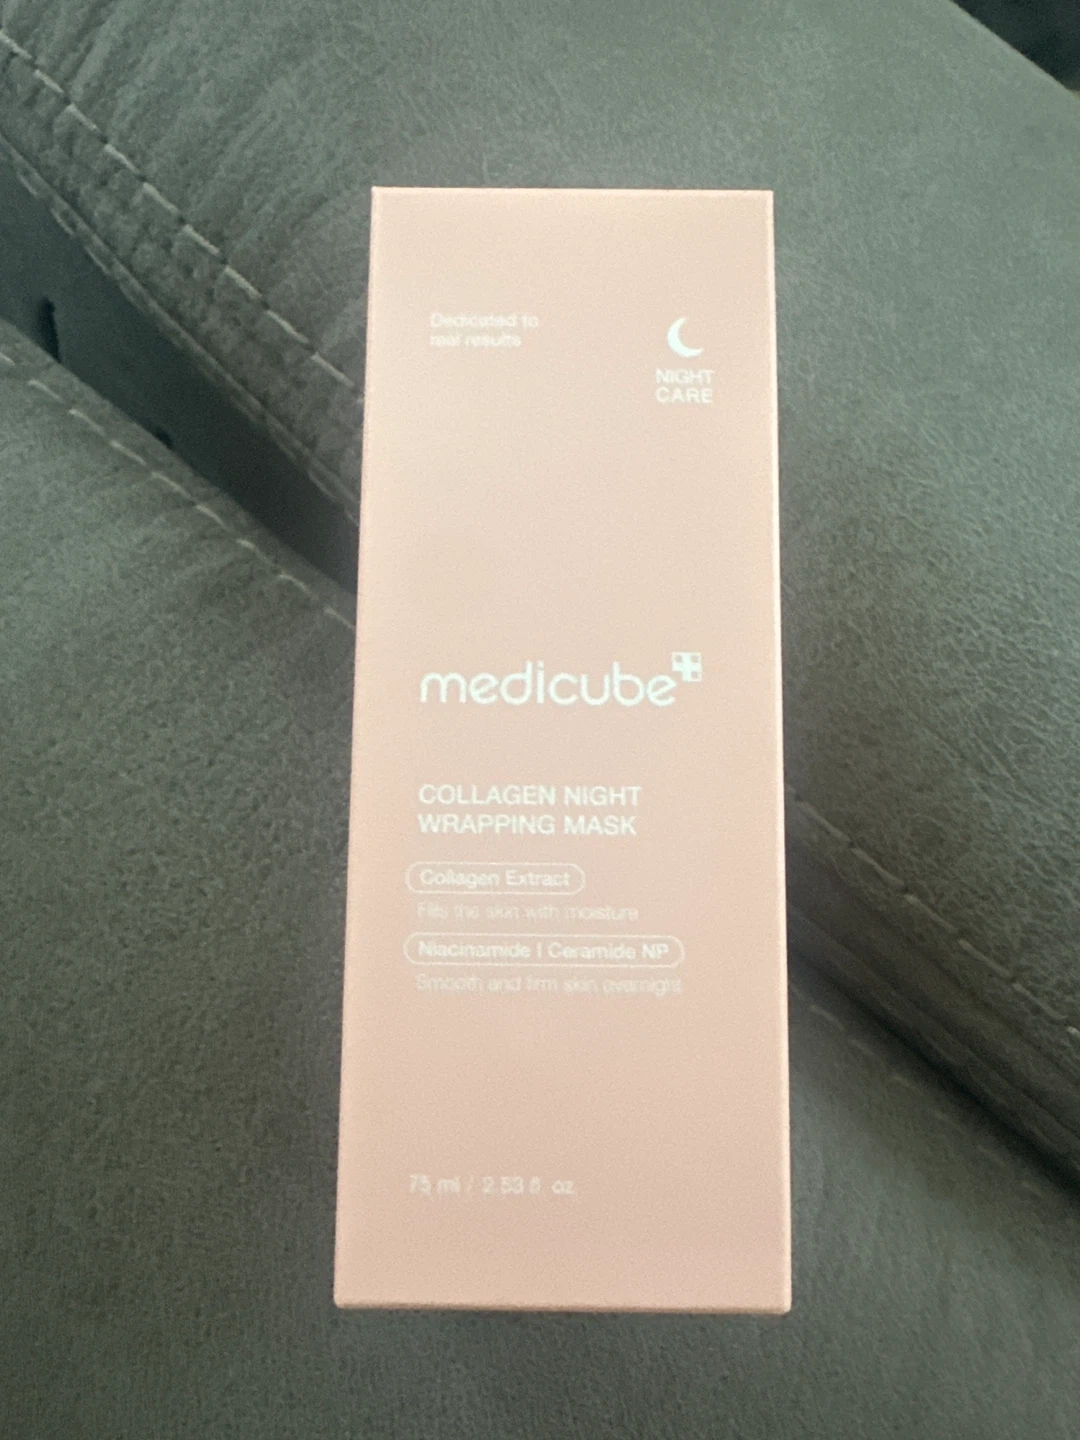 Dedicated to
real results
NIGHT
CARE
medicube
COLLAGEN NIGHT
WRAPPING MASK
Collagen Extract
Fills the skin with moisture
Niacinamide | Ceramide NP
Smooth and firm skin overnight
75 ml / 2.53 fl. oz.